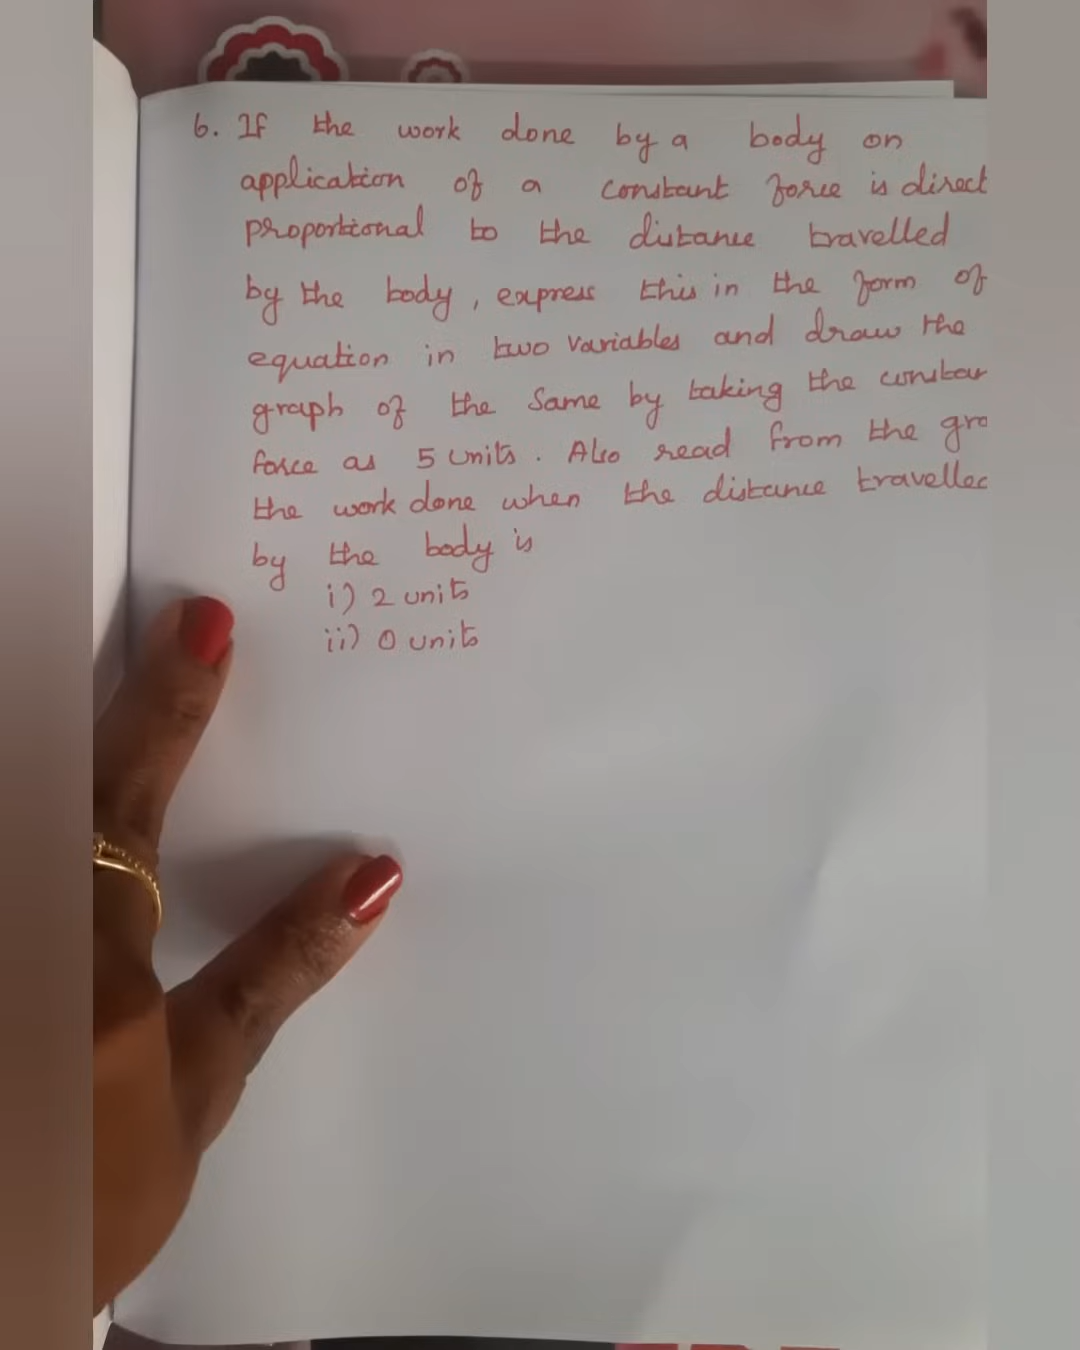 6. If the work done by a body on
application of a constant force is direct
proportional to the distance travelled
by the body, express this in the form of
equation in two variables and draw the
graph of the same by taking the constan
force as 5 units. Also read from the gra
the work done when the distance travelled
by the body is
i) 2 units
ii) 0 units